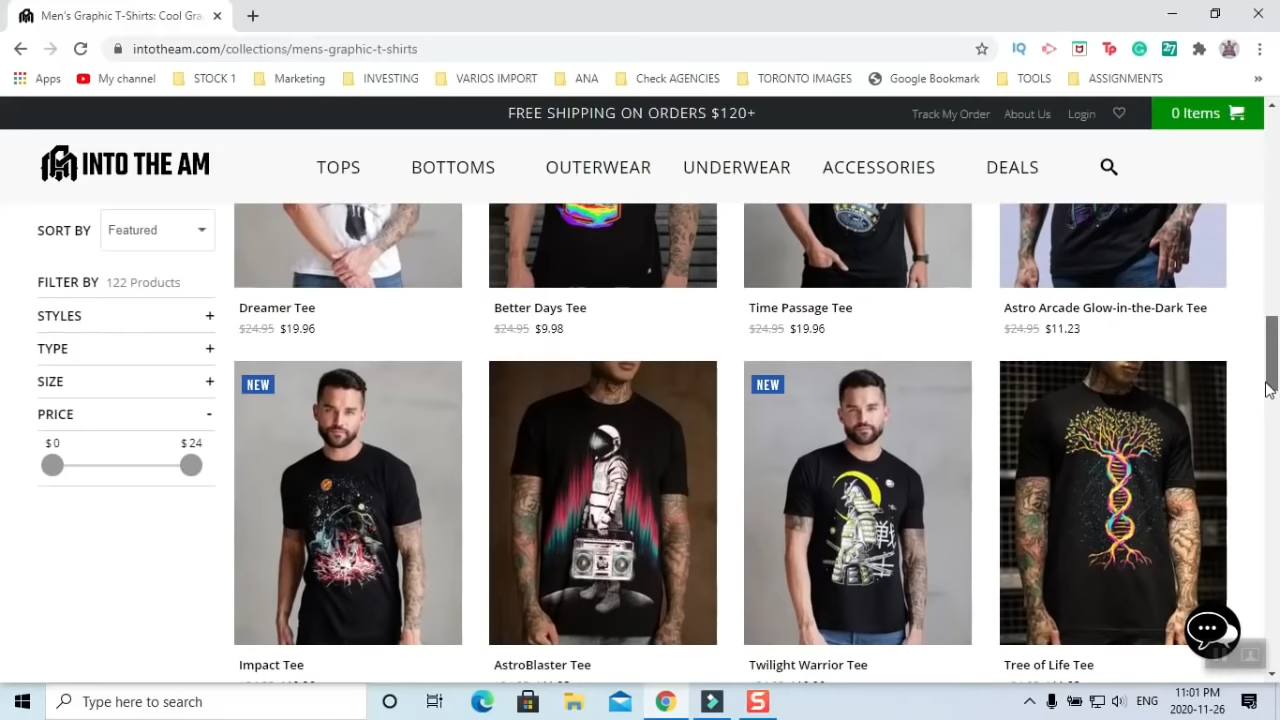 Men's Graphic T-Shirts: Cool Gra
intotheam.com/collections/mens-graphic-t-shirts
Apps
My channel
STOCK 1
Marketing
INVESTING
VARIOS IMPORT
ANA
Check AGENCIES
TORONTO IMAGES
Google Bookmark
TOOLS
ASSIGNMENTS
FREE SHIPPING ON ORDERS $120+
Track My Order
About Us
Login
0 Items
INTO THE AM
TOPS
BOTTOMS
OUTERWEAR
UNDERWEAR
ACCESSORIES
DEALS
SORT BY
Featured
FILTER BY 122 Products
STYLES +
TYPE +
SIZE +
PRICE -
$0
$24
Dreamer Tee
$24.95 $19.96
Better Days Tee
$24.95 $9.98
Time Passage Tee
$24.95 $19.96
Astro Arcade Glow-in-the-Dark Tee
$24.95 $11.23
NEW
NEW
Impact Tee
AstroBlaster Tee
Twilight Warrior Tee
Tree of Life Tee
Type here to search
ENG
11:01 PM
2020-11-26